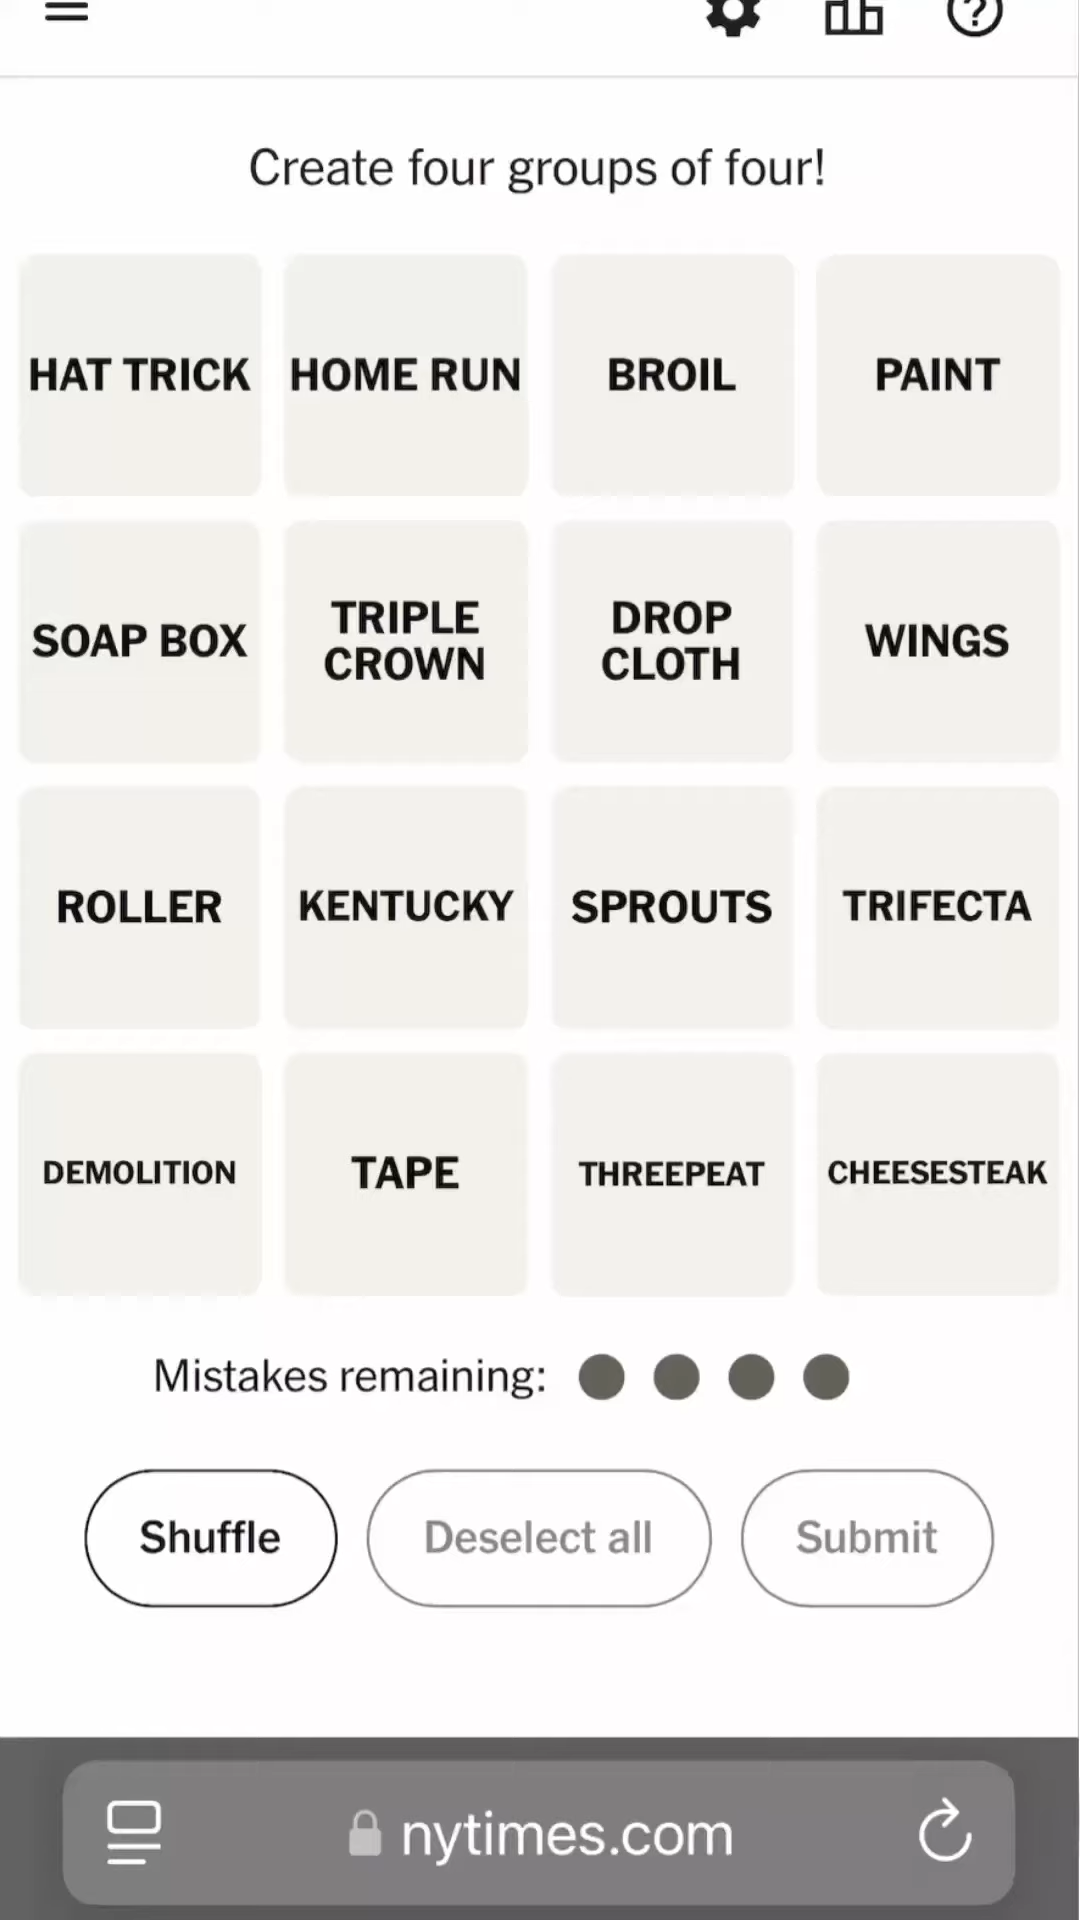 Create four groups of four!
HAT TRICK
HOME RUN
BROIL
PAINT
SOAP BOX
TRIPLE
CROWN
DROP
CLOTH
WINGS
ROLLER
KENTUCKY
SPROUTS
TRIFECTA
DEMOLITION
TAPE
THREEPEAT
CHEESESTEAK
Mistakes remaining:
Shuffle
Deselect all
Submit
nytimes.com